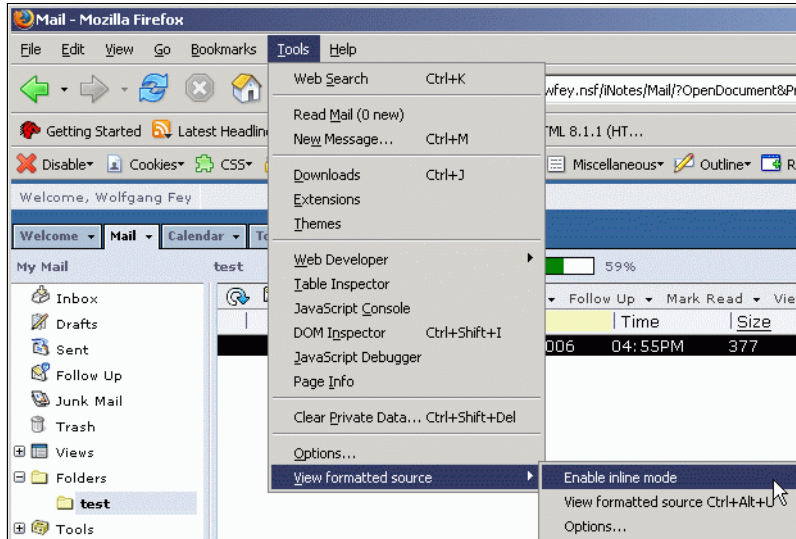 Mail - Mozilla Firefox
File Edit View Go Bookmarks Tools Help
Web Search Ctrl+K
Read Mail (0 new)
New Message... Ctrl+M
Downloads Ctrl+J
Extensions
Themes
Web Developer
Table Inspector
JavaScript Console
DOM Inspector Ctrl+Shift+I
JavaScript Debugger
Page Info
Clear Private Data... Ctrl+Shift+Del
Options...
View formatted source
Enable inline mode
View formatted source Ctrl+Alt+U
Options...
wfey.nsf/iNotes/Mail/?OpenDocument&Pr
Getting Started Latest Headlin
TML 8.1.1 (HT...
Disable Cookies CSS
Miscellaneous Outline R
Welcome, Wolfgang Fey
Welcome Mail Calendar To
My Mail test 59%
Inbox
Drafts
Sent
Follow Up
Junk Mail
Trash
Views
Folders
test
Tools
Follow Up Mark Read Vie
Time Size
006 04:55PM 377